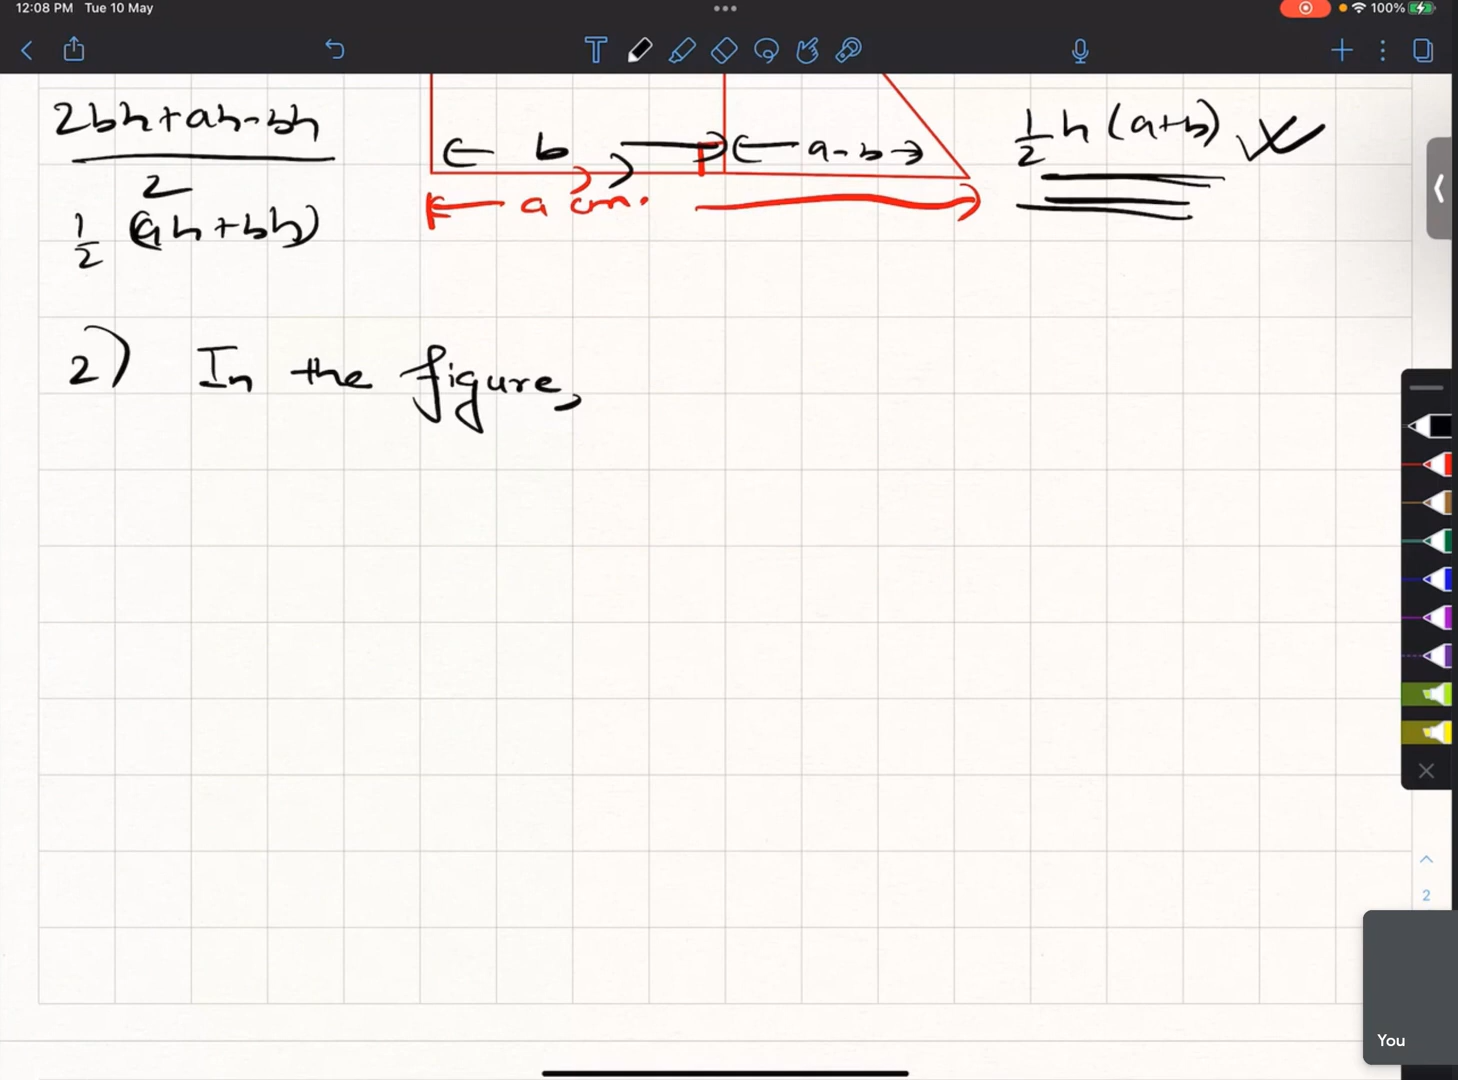 12:08 PM Tue 10 May
100%
2bh+ah-bh
2
1/2 (ah+bh)
b
a-b
a cm.
1/2 h (a+b)
2) In the figure,
2
You